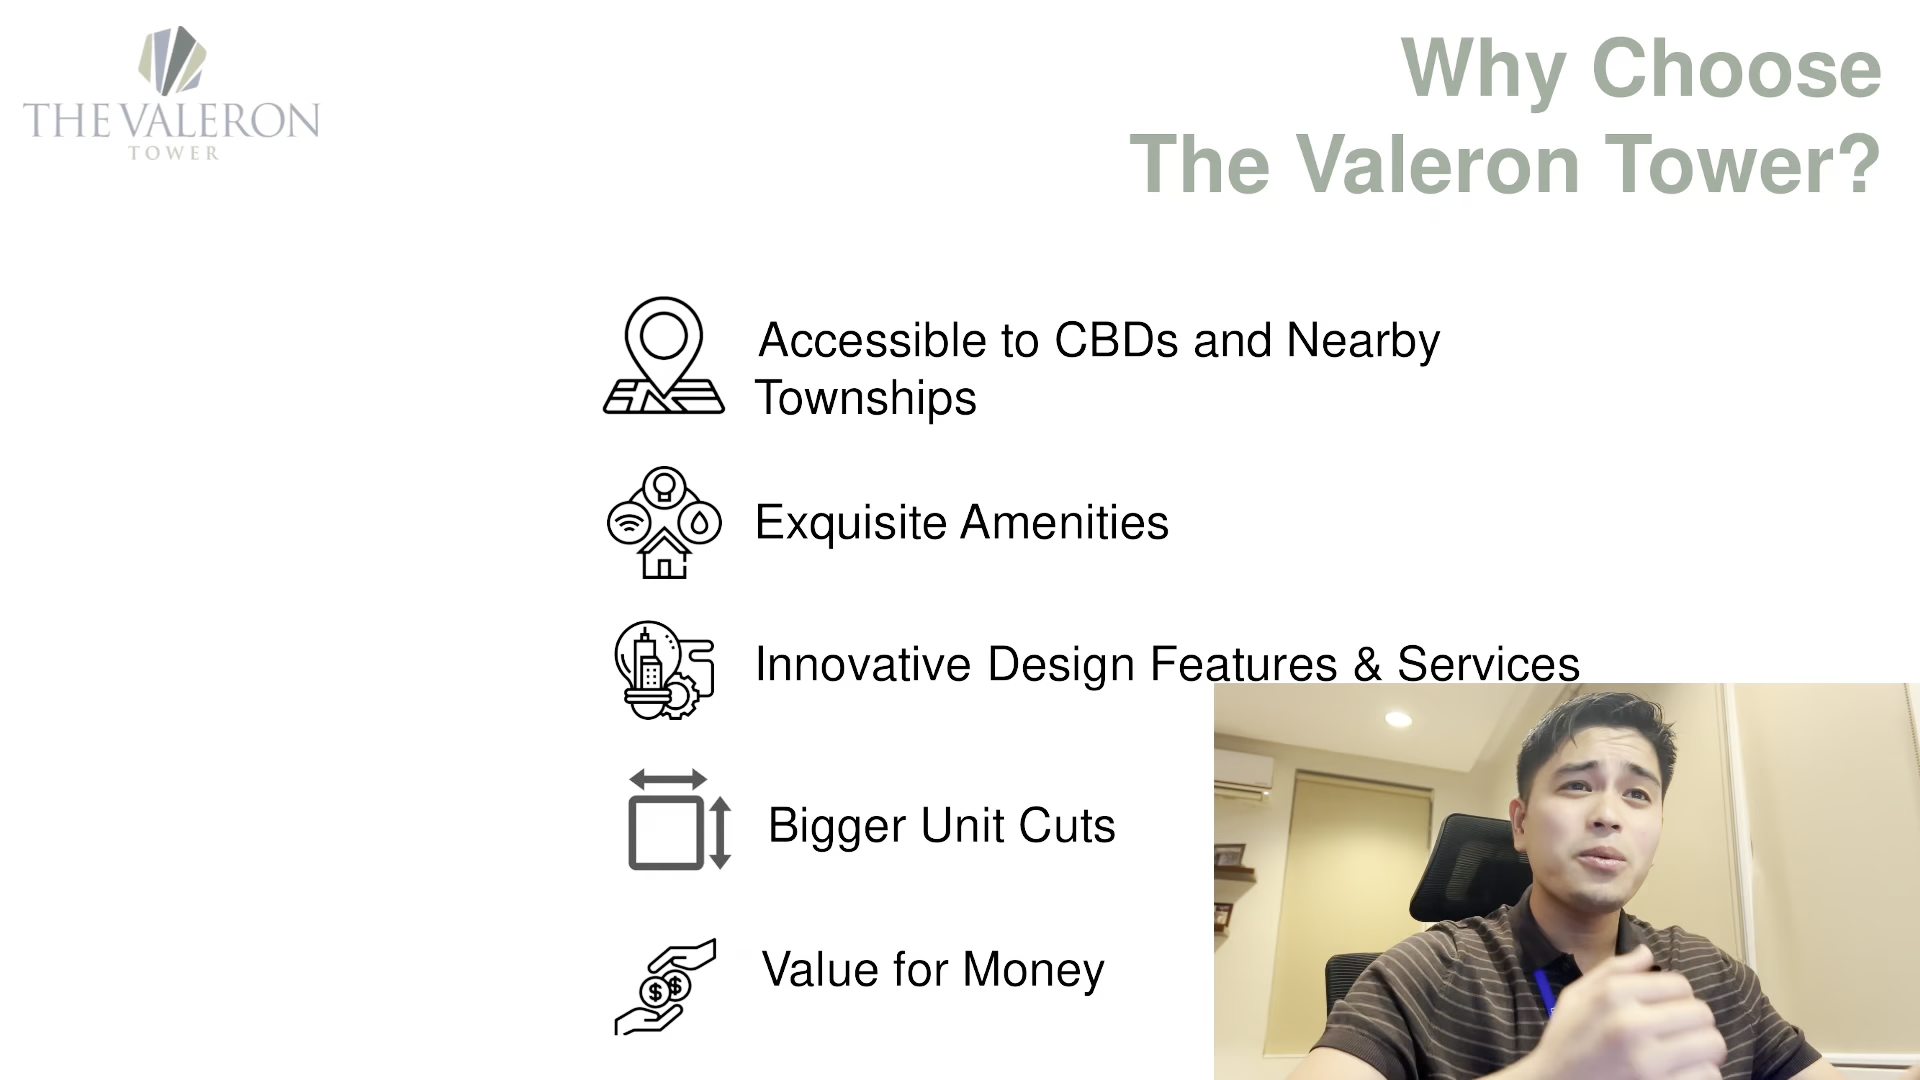 THE VALERON
TOWER
Why Choose
The Valeron Tower?
Accessible to CBDs and Nearby
Townships
Exquisite Amenities
Innovative Design Features & Services
Bigger Unit Cuts
$ $
Value for Money